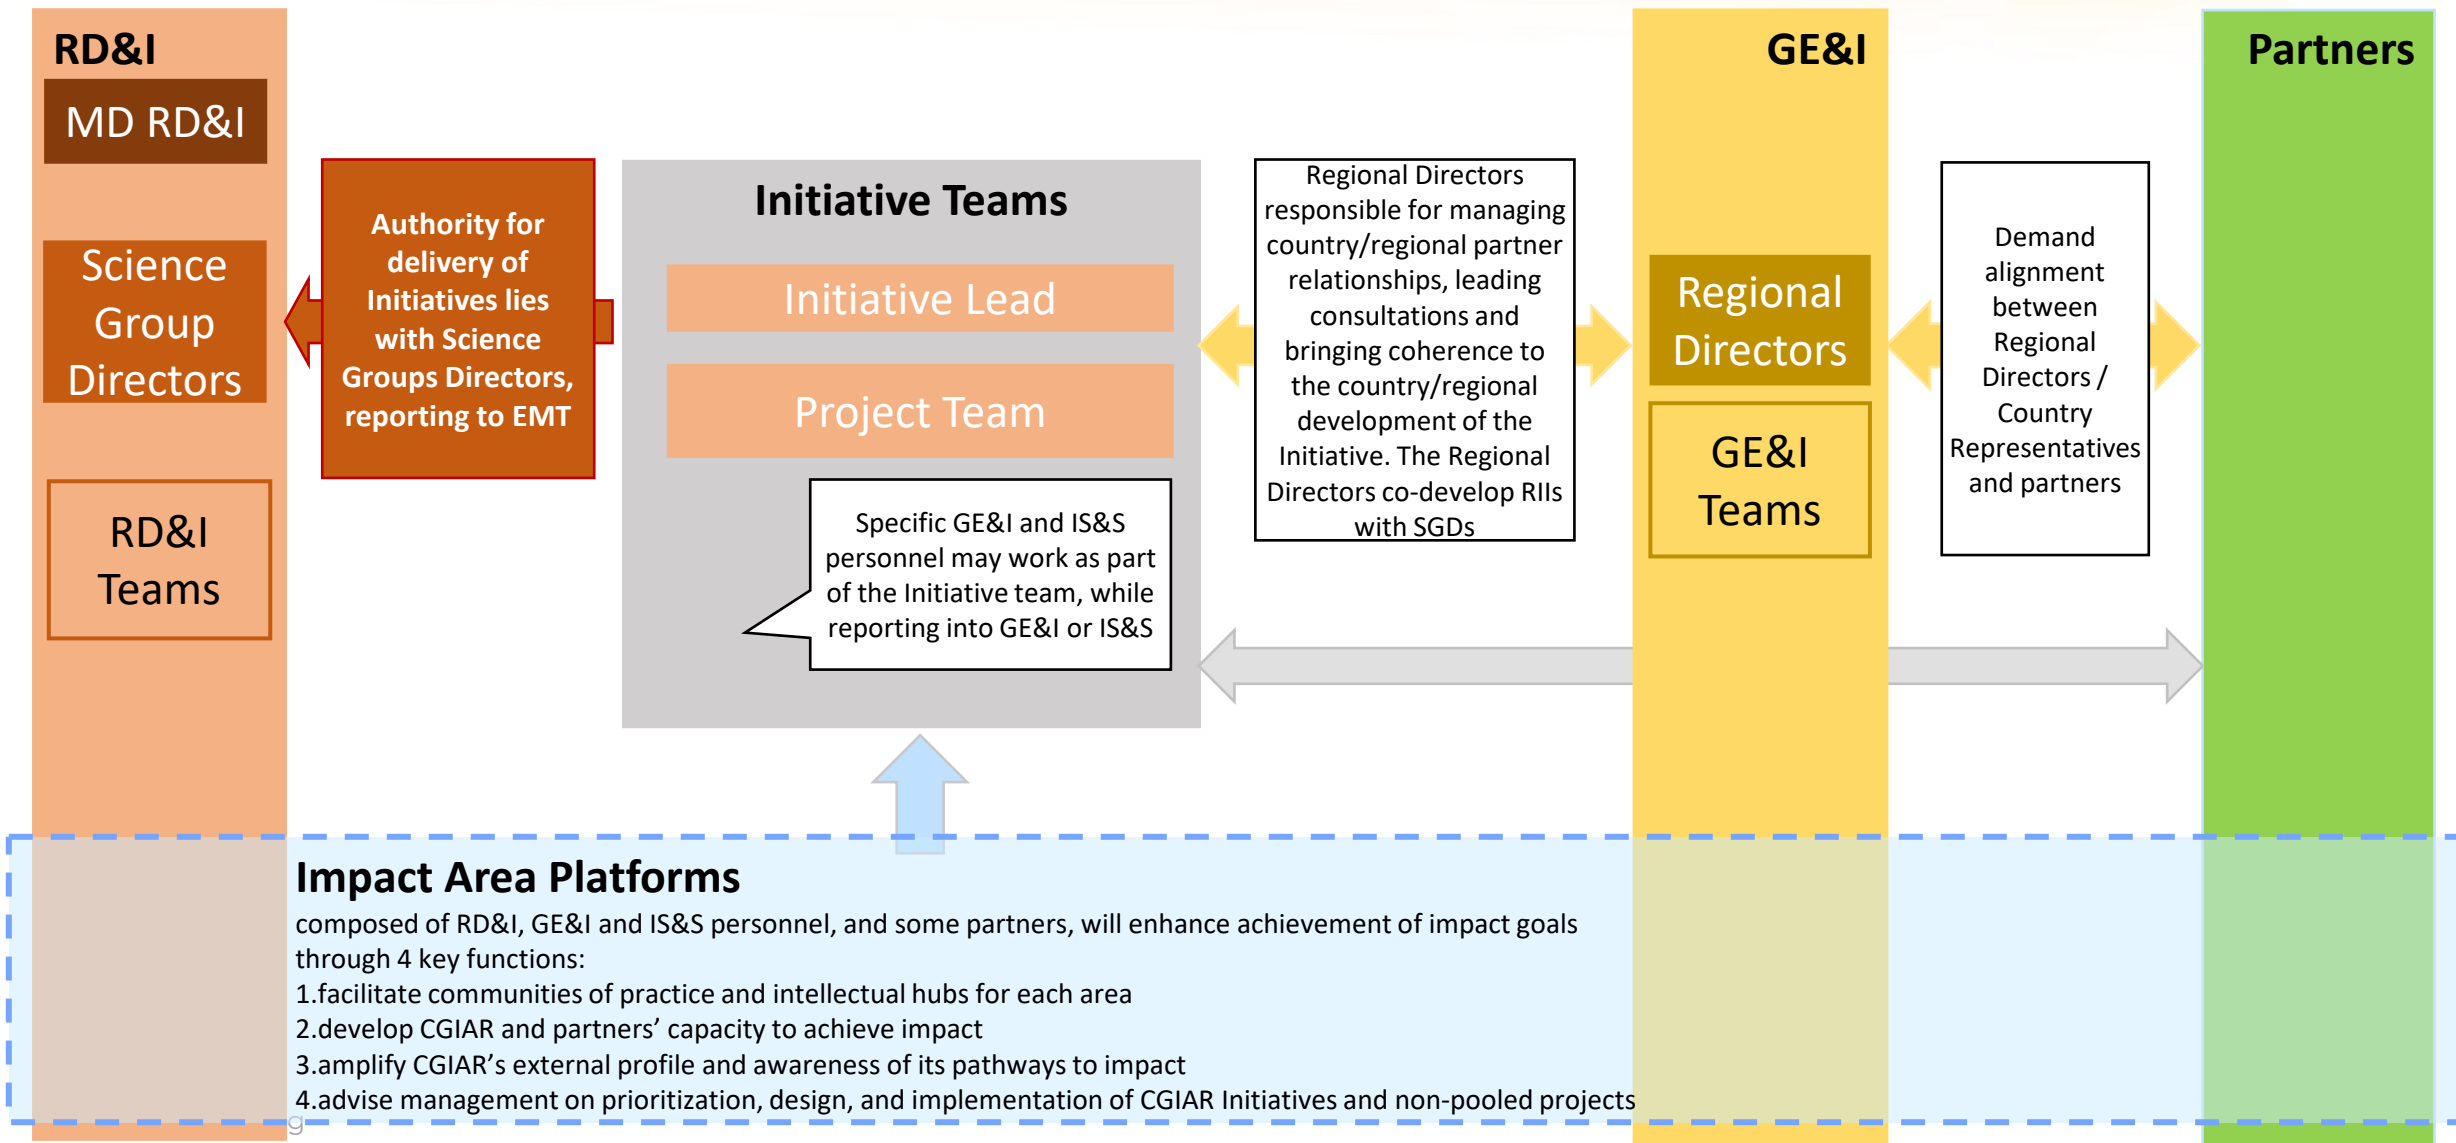 RD&I
MD RD&I
Science
Group
Directors
RD&I
Teams
Authority for
delivery of
Initiatives lies
with Science
Groups Directors,
reporting to EMT
Initiative Teams
Initiative Lead
Project Team
Specific GE&I and IS&S
personnel may work as part
of the Initiative team, while
reporting into GE&I or IS&S
Regional Directors
responsible for managing
country/regional partner
relationships, leading
consultations and
bringing coherence to
the country/regional
development of the
Initiative. The Regional
Directors co-develop RIIs
with SGDs
GE&I
Regional
Directors
GE&I
Teams
Demand
alignment
between
Regional
Directors /
Country
Representatives
and partners
Partners
Impact Area Platforms
composed of RD&I, GE&I and IS&S personnel, and some partners, will enhance achievement of impact goals
through 4 key functions:
1.facilitate communities of practice and intellectual hubs for each area
2.develop CGIAR and partners’ capacity to achieve impact
3.amplify CGIAR’s external profile and awareness of its pathways to impact
4.advise management on prioritization, design, and implementation of CGIAR Initiatives and non-pooled projects
g